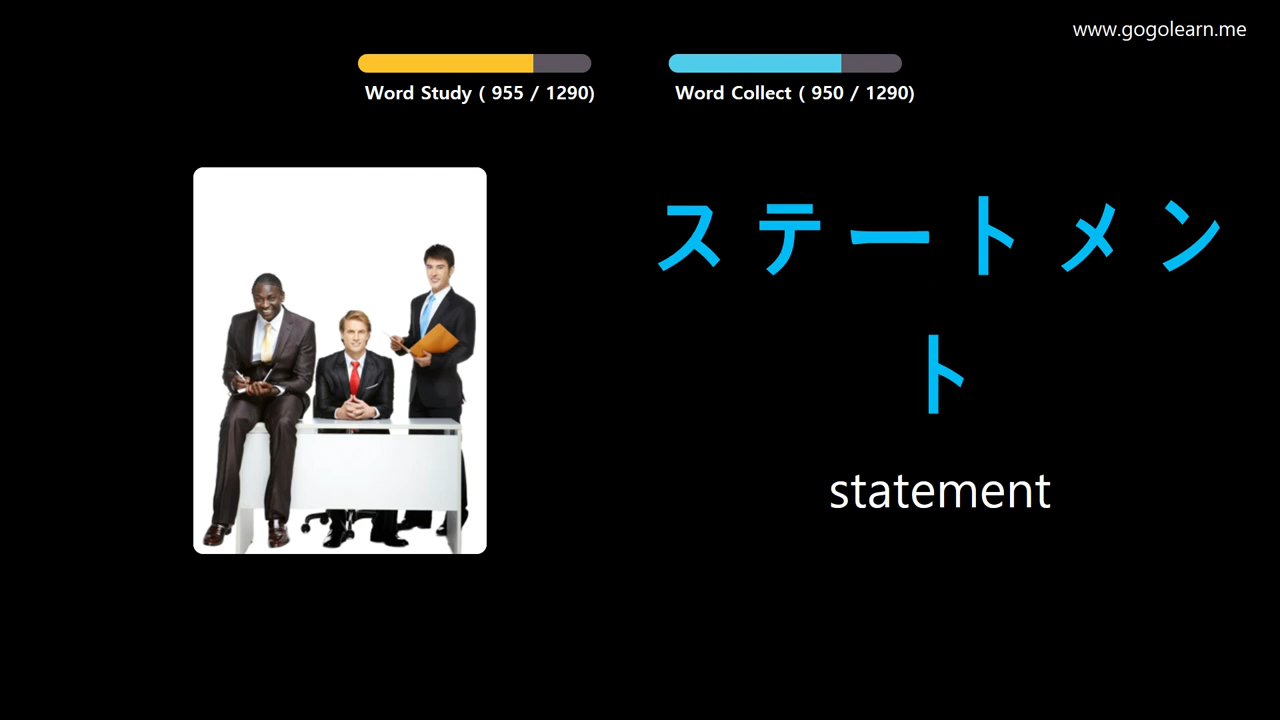 www.gogolearn.me
Word Study ( 955 / 1290)
Word Collect ( 950 / 1290)
ステートメン
ト
statement